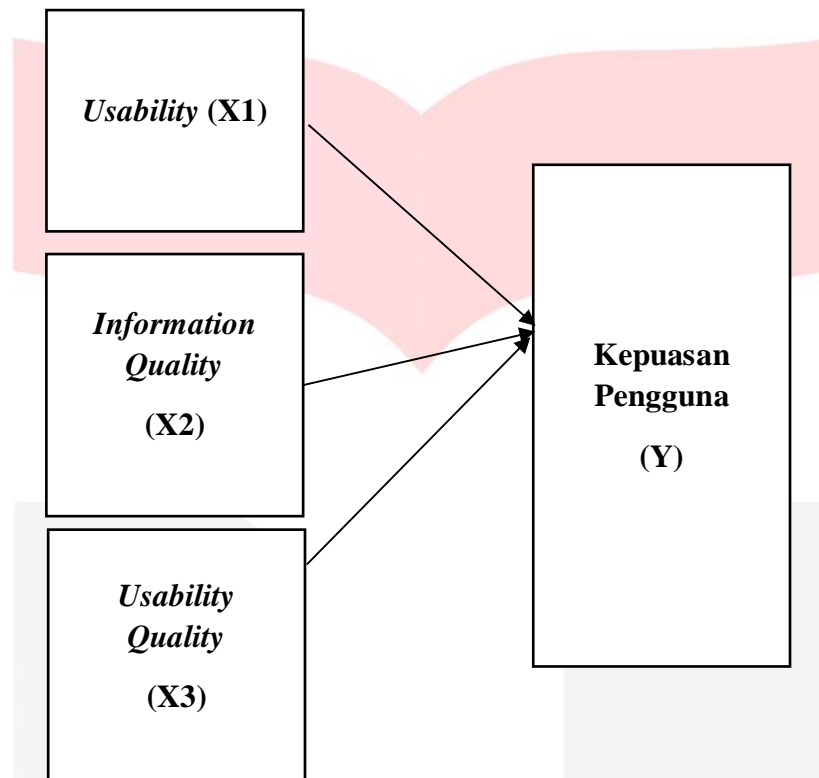 Usability (X1)
Information
Quality
(X2)
Usability
Quality
(X3)
Kepuasan
Pengguna
(Y)